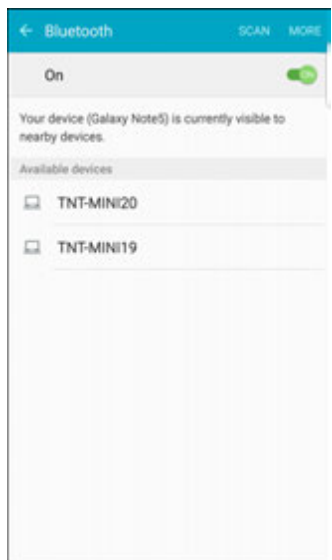 Bluetooth SCAN MORE
On ON
Your device (Galaxy Note5) is currently visible to
nearby devices.
Available devices
TNT-MINI20
TNT-MINI19